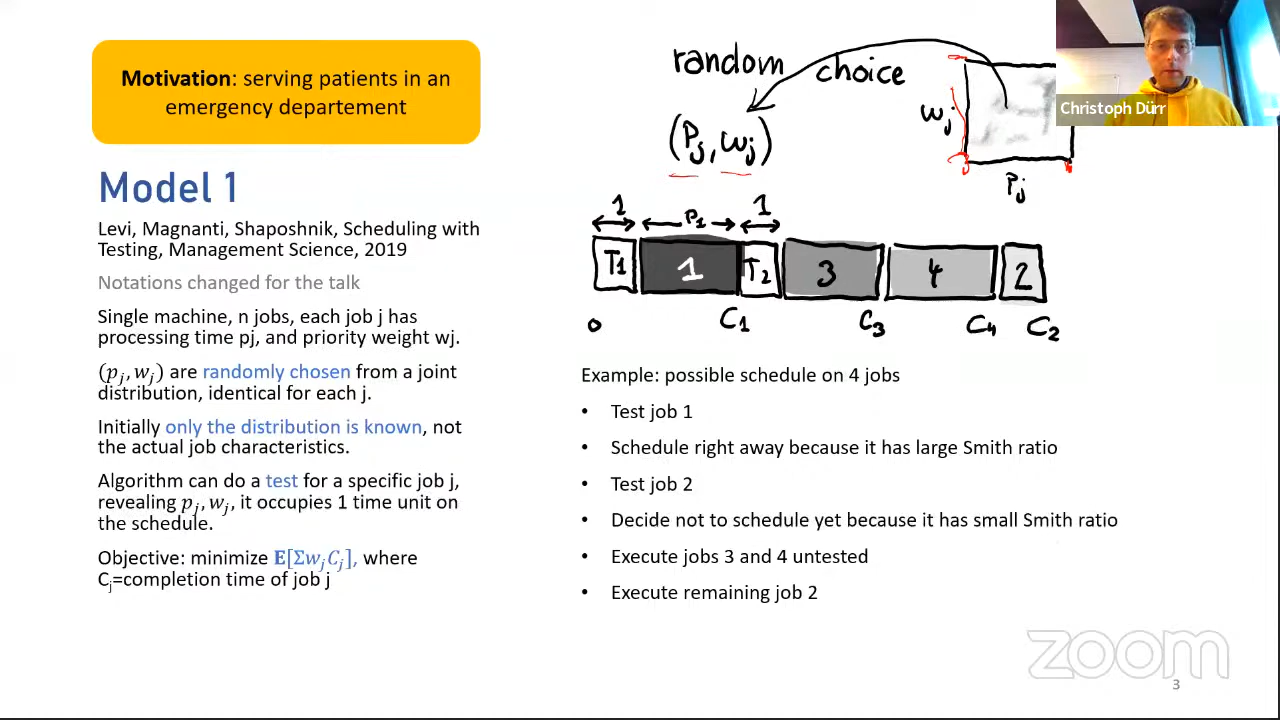 Motivation: serving patients in an
emergency departement
random choice
(Pj, wj)
wj
Pj
Christoph Dürr
Model 1
Levi, Magnanti, Shaposhnik, Scheduling with
Testing, Management Science, 2019
Notations changed for the talk
Single machine, n jobs, each job j has
processing time pj, and priority weight wj.
(pj, wj) are randomly chosen from a joint
distribution, identical for each j.
Initially only the distribution is known, not
the actual job characteristics.
Algorithm can do a test for a specific job j,
revealing pj, wj, it occupies 1 time unit on
the schedule.
Objective: minimize E[Σwj Cj], where
Cj=completion time of job j
1 P1 1
T1 1 T2 3 4 2
0 C1 C3 C4 C2
Example: possible schedule on 4 jobs
• Test job 1
• Schedule right away because it has large Smith ratio
• Test job 2
• Decide not to schedule yet because it has small Smith ratio
• Execute jobs 3 and 4 untested
• Execute remaining job 2
zoom
3